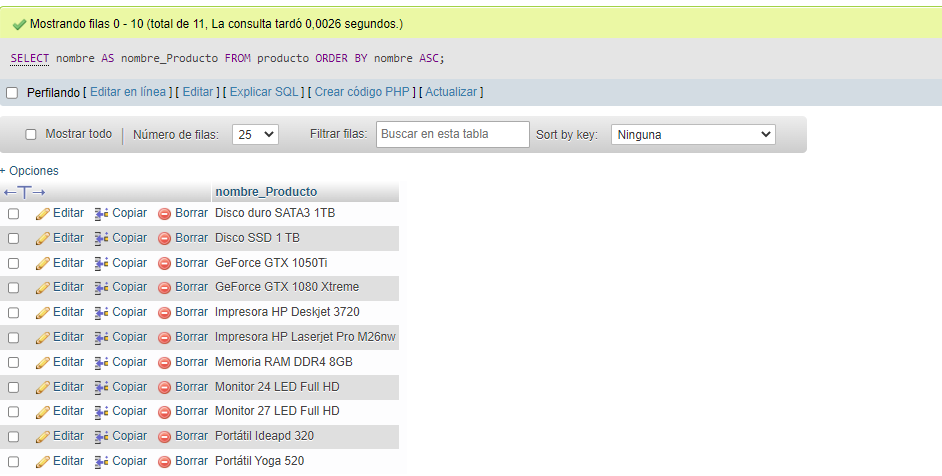 Mostrando filas 0 - 10 (total de 11, La consulta tardó 0,0026 segundos.)
SELECT nombre AS nombre_Producto FROM producto ORDER BY nombre ASC;
Perfilando [ Editar en línea ] [ Editar ] [ Explicar SQL ] [ Crear código PHP ] [ Actualizar ]
Mostrar todo | Número de filas: 25 Filtrar filas: Buscar en esta tabla Sort by key: Ninguna
+ Opciones
←T→ nombre_Producto
Editar Copiar Borrar Disco duro SATA3 1TB
Editar Copiar Borrar Disco SSD 1 TB
Editar Copiar Borrar GeForce GTX 1050Ti
Editar Copiar Borrar GeForce GTX 1080 Xtreme
Editar Copiar Borrar Impresora HP Deskjet 3720
Editar Copiar Borrar Impresora HP Laserjet Pro M26nw
Editar Copiar Borrar Memoria RAM DDR4 8GB
Editar Copiar Borrar Monitor 24 LED Full HD
Editar Copiar Borrar Monitor 27 LED Full HD
Editar Copiar Borrar Portátil Ideapd 320
Editar Copiar Borrar Portátil Yoga 520